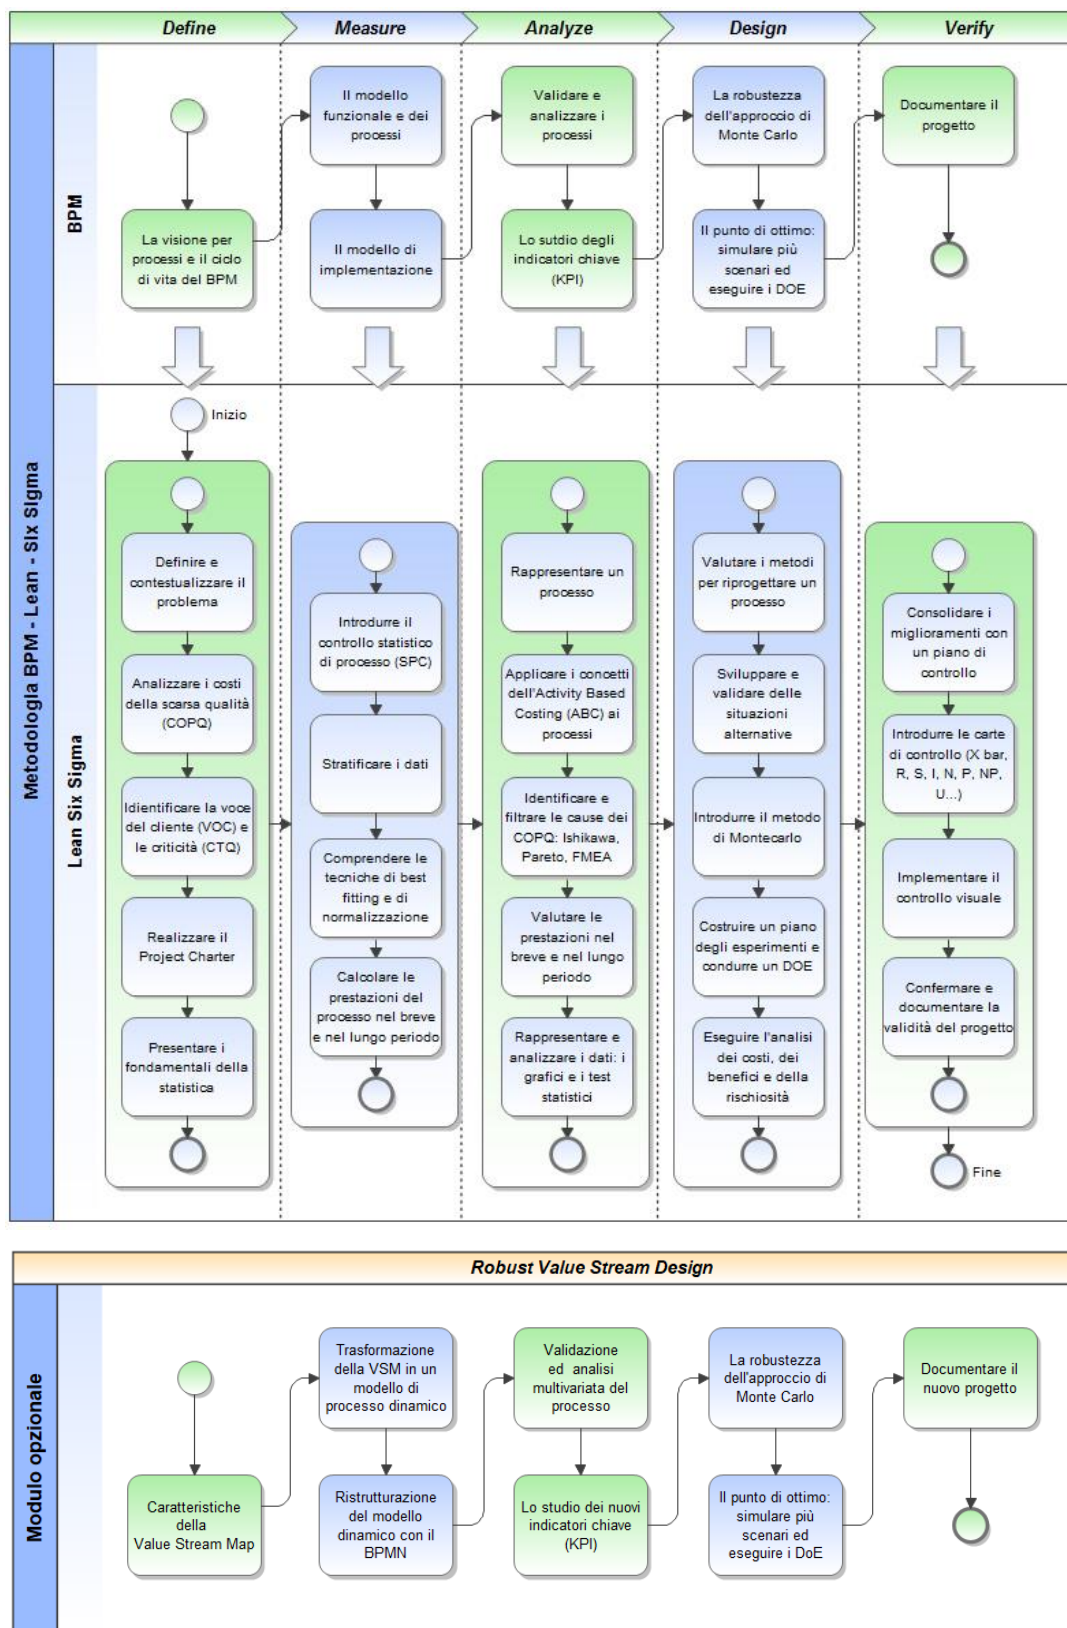 Define
Measure
Analyze
Design
Verify
Metodologia BPM - Lean - Six Sigma
BPM
Il modello
funzionale e dei
processi
Validare e
analizzare i
processi
La robustezza
dell'approccio di
Monte Carlo
Documentare il
progetto
La visione per
processi e il ciclo
di vita del BPM
Il modello di
implementazione
Lo sutdio degli
indicatori chiave
(KPI)
Il punto di ottimo:
simulare più
scenari ed
eseguire i DOE
Lean Six Sigma
Inizio
Definire e
contestualizzare il
problema
Analizzare i costi
della scarsa qualità
(COPQ)
Idientificare la voce
del cliente (VOC) e
le criticità (CTQ)
Realizzare il
Project Charter
Presentare i
fondamentali della
statistica
Introdurre il
controllo statistico
di processo (SPC)
Stratificare i dati
Comprendere le
tecniche di best
fitting e di
normalizzazione
Calcolare le
prestazioni del
processo nel breve
e nel lungo periodo
Rappresentare un
processo
Applicare i concetti
dell'Activity Based
Costing (ABC) ai
processi
Identificare e
filtrare le cause dei
COPQ: Ishikawa,
Pareto, FMEA
Valutare le
prestazioni nel
breve e nel lungo
periodo
Rappresentare e
analizzare i dati: i
grafici e i test
statistici
Valutare i metodi
per riprogettare un
processo
Sviluppare e
validare delle
situazioni
alternative
Introdurre il metodo
di Montecarlo
Costruire un piano
degli esperimenti e
condurre un DOE
Eseguire l'analisi
dei costi, dei
benefici e della
rischiosità
Consolidare i
miglioramenti con
un piano di
controllo
Introdurre le carte
di controllo (X bar,
R, S, I, N, P, NP,
U...)
Implementare il
controllo visuale
Confermare e
documentare la
validità del progetto
Fine
Robust Value Stream Design
Modulo opzionale
Trasformazione
della VSM in un
modello di
processo dinamico
Validazione
ed analisi
multivariata del
processo
La robustezza
dell'approccio di
Monte Carlo
Documentare il
nuovo progetto
Caratteristiche
della
Value Stream Map
Ristrutturazione
del modello
dinamico con il
BPMN
Lo studio dei nuovi
indicatori chiave
(KPI)
Il punto di ottimo:
simulare più
scenari ed
eseguire i DoE